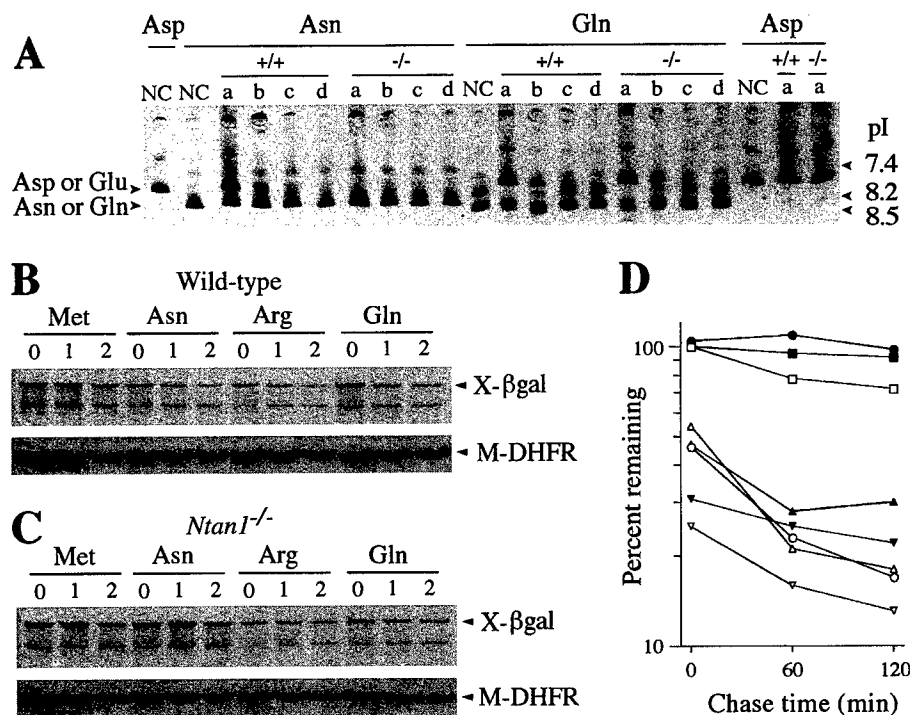 A
Asp Asn Gln Asp
+/+ -/- +/+ -/- +/+ -/-
NC NC a b c d a b c d NC a b c d a b c d NC a a
pI
7.4
8.2
8.5
Asp or Glu
Asn or Gln
B
Wild-type
Met Asn Arg Gln
0 1 2 0 1 2 0 1 2 0 1 2
X-βgal
M-DHFR
C
Ntan1-/-
Met Asn Arg Gln
0 1 2 0 1 2 0 1 2 0 1 2
X-βgal
M-DHFR
D
Percent remaining
100
10
0 60 120
Chase time (min)